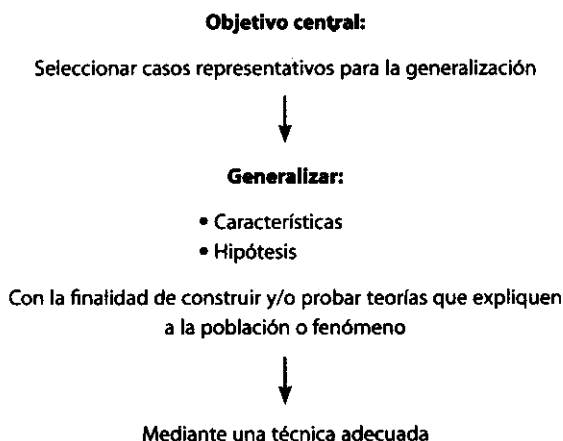 Objetivo central:
Seleccionar casos representativos para la generalización
Generalizar:
• Características
• Hipótesis
Con la finalidad de construir y/o probar teorías que expliquen
a la población o fenómeno
Mediante una técnica adecuada